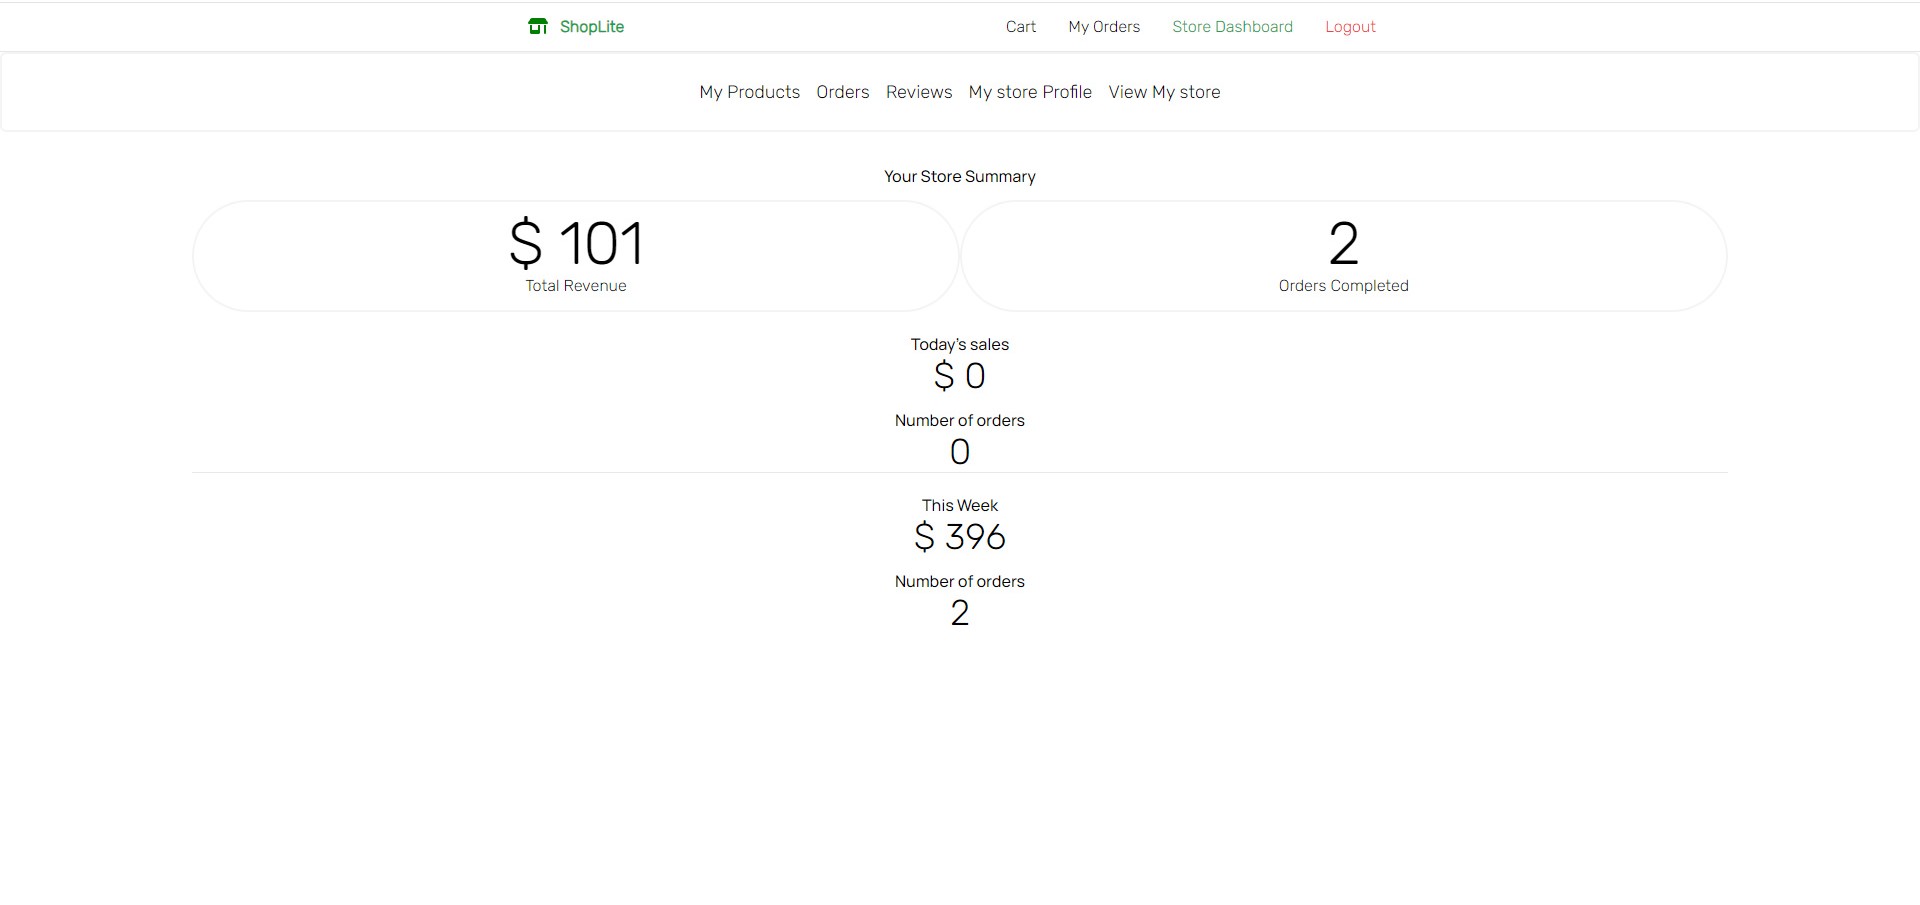 ShopLite Cart My Orders Store Dashboard Logout
My Products Orders Reviews My store Profile View My store
Your Store Summary
$ 101
Total Revenue
2
Orders Completed
Today's sales
$ 0
Number of orders
0
This Week
$ 396
Number of orders
2